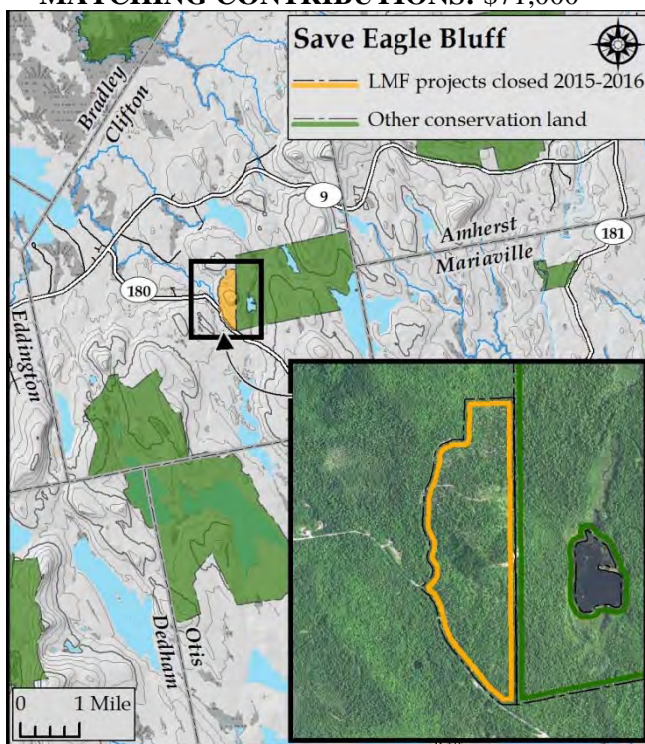 MATCHING CONTRIBUTIONS: $71,000
Save Eagle Bluff
LMF projects closed 2015-2016
Other conservation land
Bradley
Clifton
9
Amherst
Mariaville
181
180
Eddington
Dedham
Otis
0 1 Mile